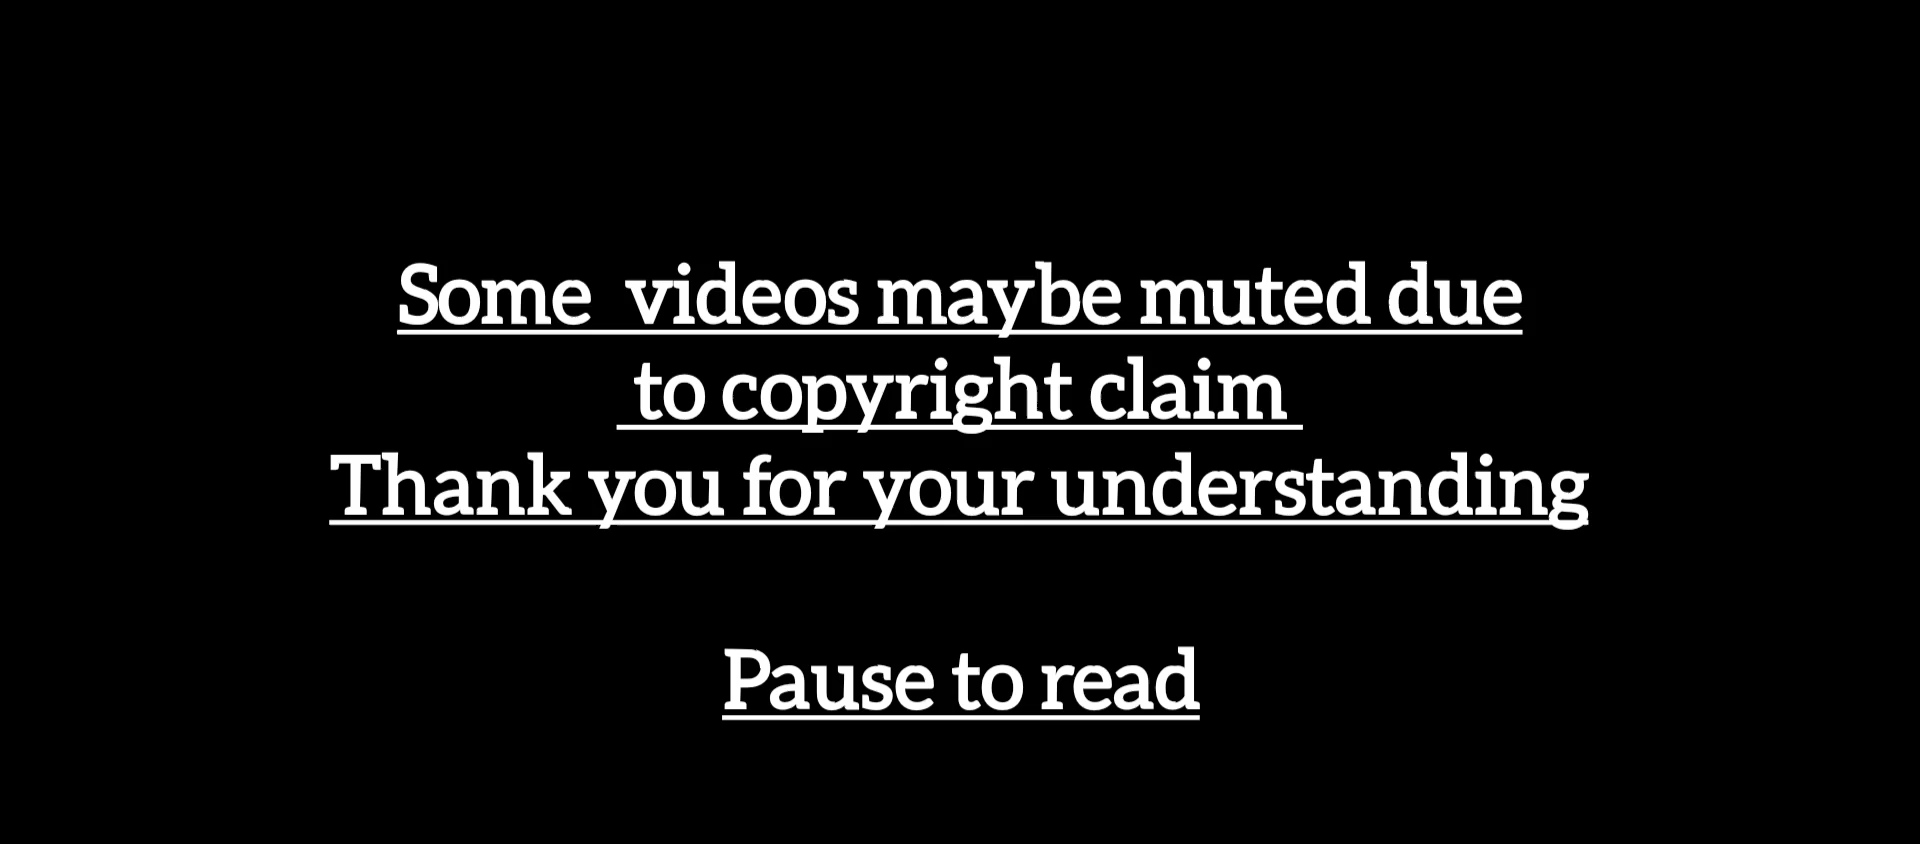 Some  videos maybe muted due
to copyright claim
Thank you for your understanding
Pause to read